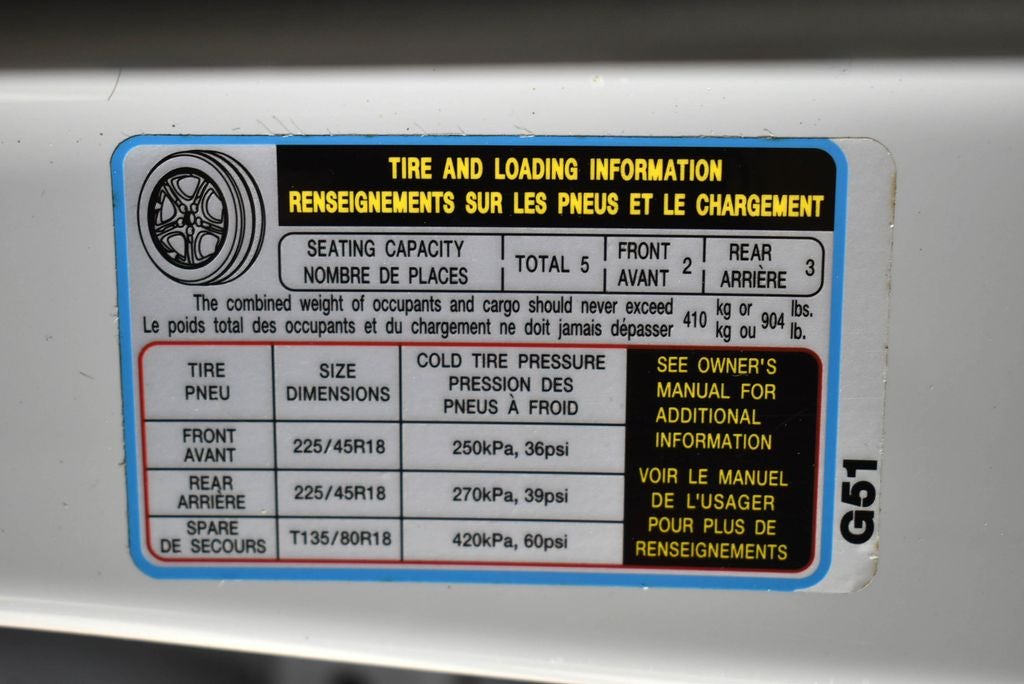 TIRE AND LOADING INFORMATION
RENSEIGNEMENTS SUR LES PNEUS ET LE CHARGEMENT
SEATING CAPACITY
NOMBRE DE PLACES
TOTAL 5
FRONT
AVANT
2
REAR
ARRIÈRE
3
The combined weight of occupants and cargo should never exceed
Le poids total des occupants et du chargement ne doit jamais dépasser
410
kg or
kg ou
904
lbs.
lb.
TIRE
PNEU
SIZE
DIMENSIONS
COLD TIRE PRESSURE
PRESSION DES
PNEUS À FROID
FRONT
AVANT
225/45R18
250kPa, 36psi
REAR
ARRIÈRE
225/45R18
270kPa, 39psi
SPARE
DE SECOURS
T135/80R18
420kPa, 60psi
SEE OWNER'S
MANUAL FOR
ADDITIONAL
INFORMATION
VOIR LE MANUEL
DE L'USAGER
POUR PLUS DE
RENSEIGNEMENTS
G51